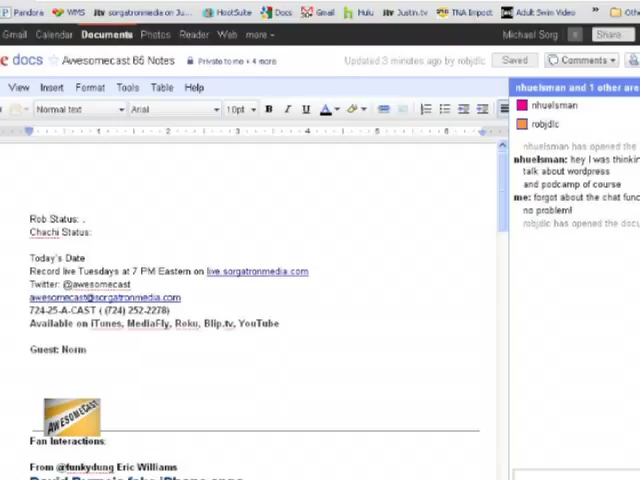 Pandora WMS sorgatronmedia on Ju... HootSuite Docs Gmail Hulu Justin.tv TNA Impact Adult Swim Video »
Gmail Calendar Documents Photos Reader Web more Michael Sorg Share
e docs Awesomecast 65 Notes Private to me + 4 more Updated 3 minutes ago by robjdlc Saved Comments
View Insert Format Tools Table Help
Normal text Arial 10pt B I U A
nhuelsman and 1 other are
nhuelsman
robjdlc
nhuelsman has opened the
nhuelsman: hey I was thinkin
talk about wordpress
and podcamp of course
me: forgot about the chat func
no problem!
robjdlc has opened the docu
Rob Status: .
Chachi Status:
Today's Date
Record live Tuesdays at 7 PM Eastern on live.sorgatronmedia.com
Twitter: @awesomecast
awesomecast@sorgatronmedia.com
724-25-A-CAST ( (724) 252-2278)
Available on iTunes, MediaFly, Roku, Blip.tv, YouTube
Guest: Norm
AWESOMECAST
Fan Interactions:
From @funkydung Eric Williams